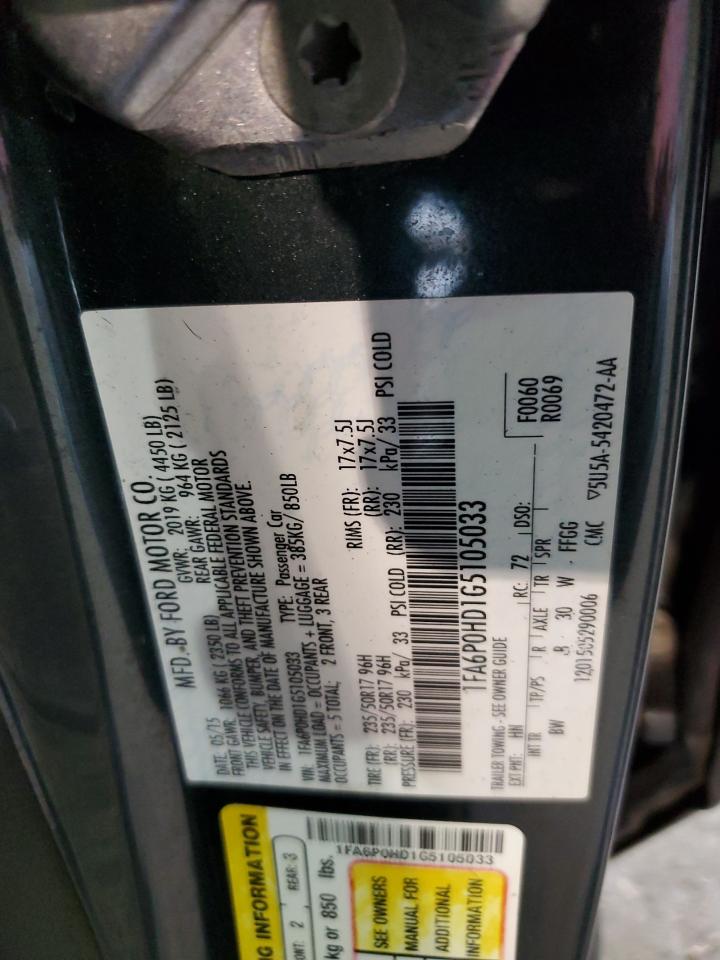 MFD. BY FORD MOTOR CO.
DATE: 05/15 GVWR: 2019 KG ( 4450 LB)
FRONT GAWR: 1066 KG ( 2350 LB) REAR GAWR: 964 KG ( 2125 LB)
THIS VEHICLE CONFORMS TO ALL APPLICABLE FEDERAL MOTOR
VEHICLE SAFETY, BUMPER, AND THEFT PREVENTION STANDARDS
IN EFFECT ON THE DATE OF MANUFACTURE SHOWN ABOVE.
VIN: 1FA6P0HD1G5105033 TYPE: Passenger Car
MAXIMUM LOAD = OCCUPANTS + LUGGAGE = 385KG/ 850LB
OCCUPANTS = 5 TOTAL; 2 FRONT, 3 REAR
TIRE (FR): 235/50R17 96H RIMS (FR): 17x7.5J
(RR): 235/50R17 96H (RR): 17x7.5J
PRESSURE (FR): 230 kPa/ 33 PSI COLD (RR): 230 kPa/ 33 PSI COLD
1FA6P0HD1G5105033
TRAILER TOWING - SEE OWNER GUIDE
EXT PNT: HN RC: 72 DSO: F0060
R0069
INT TR TP/PS R AXLE TR SPR
BW 8 30 W FFGG
1201505290006 CMC ▽5U5A-5420472-AA
G INFORMATION
ONT: 2 REAR: 3
kg or 850 lbs.
1FA6P0HD1G5105033
SEE OWNERS
MANUAL FOR
ADDITIONAL
INFORMATION